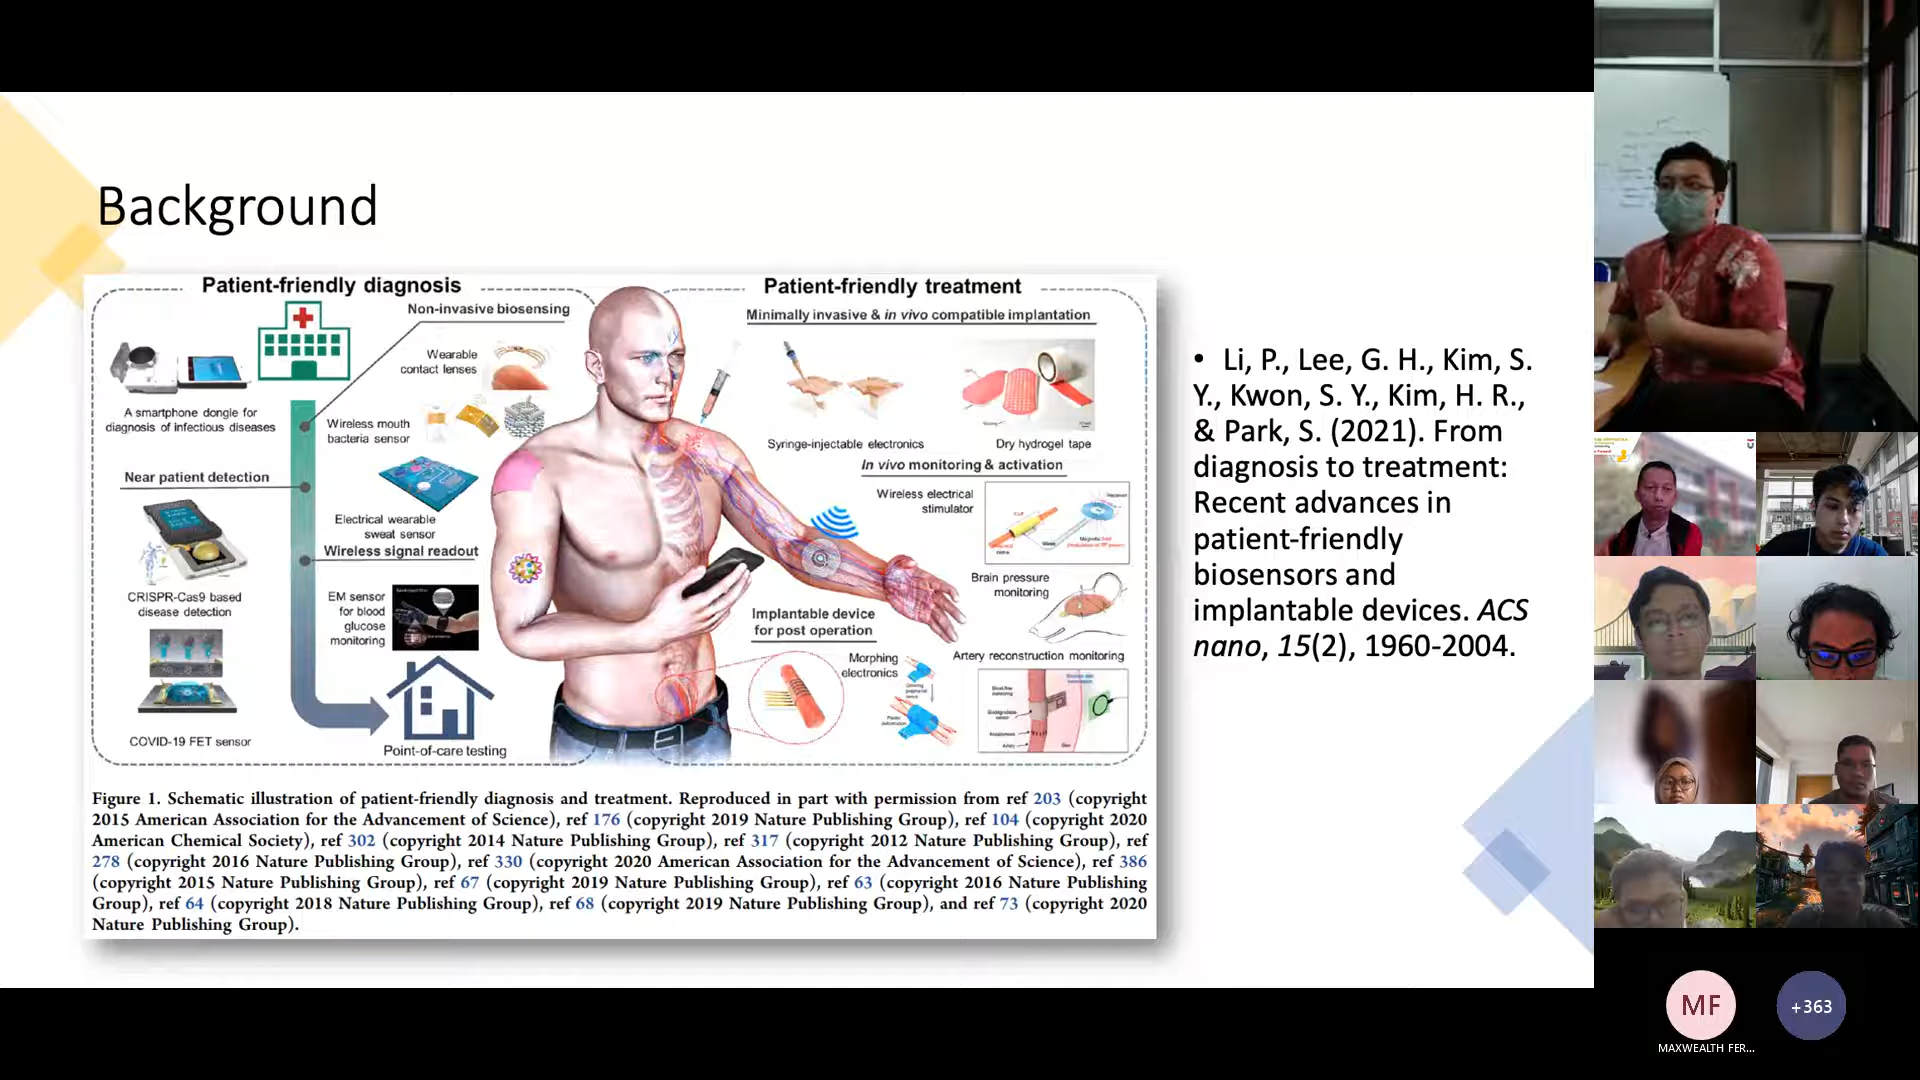 Background
Patient-friendly diagnosis
Non-invasive biosensing
Wearable
contact lenses
A smartphone dongle for
diagnosis of infectious diseases
Wireless mouth
bacteria sensor
Near patient detection
Electrical wearable
sweat sensor
Wireless signal readout
CRISPR-Cas9 based
disease detection
EM sensor
for blood
glucose
monitoring
COVID-19 FET sensor
Point-of-care testing
Patient-friendly treatment
Minimally invasive & in vivo compatible implantation
Syringe-injectable electronics
Dry hydrogel tape
In vivo monitoring & activation
Wireless electrical
stimulator
Brain pressure
monitoring
Implantable device
for post operation
Morphing
electronics
Artery reconstruction monitoring
Figure 1. Schematic illustration of patient-friendly diagnosis and treatment. Reproduced in part with permission from ref 203 (copyright
2015 American Association for the Advancement of Science), ref 176 (copyright 2019 Nature Publishing Group), ref 104 (copyright 2020
American Chemical Society), ref 302 (copyright 2014 Nature Publishing Group), ref 317 (copyright 2012 Nature Publishing Group), ref
278 (copyright 2016 Nature Publishing Group), ref 330 (copyright 2020 American Association for the Advancement of Science), ref 386
(copyright 2015 Nature Publishing Group), ref 67 (copyright 2019 Nature Publishing Group), ref 63 (copyright 2016 Nature Publishing
Group), ref 64 (copyright 2018 Nature Publishing Group), ref 68 (copyright 2019 Nature Publishing Group), and ref 73 (copyright 2020
Nature Publishing Group).
• Li, P., Lee, G. H., Kim, S.
Y., Kwon, S. Y., Kim, H. R.,
& Park, S. (2021). From
diagnosis to treatment:
Recent advances in
patient-friendly
biosensors and
implantable devices. ACS
nano, 15(2), 1960-2004.
MF
+363
MAXWEALTH FER...